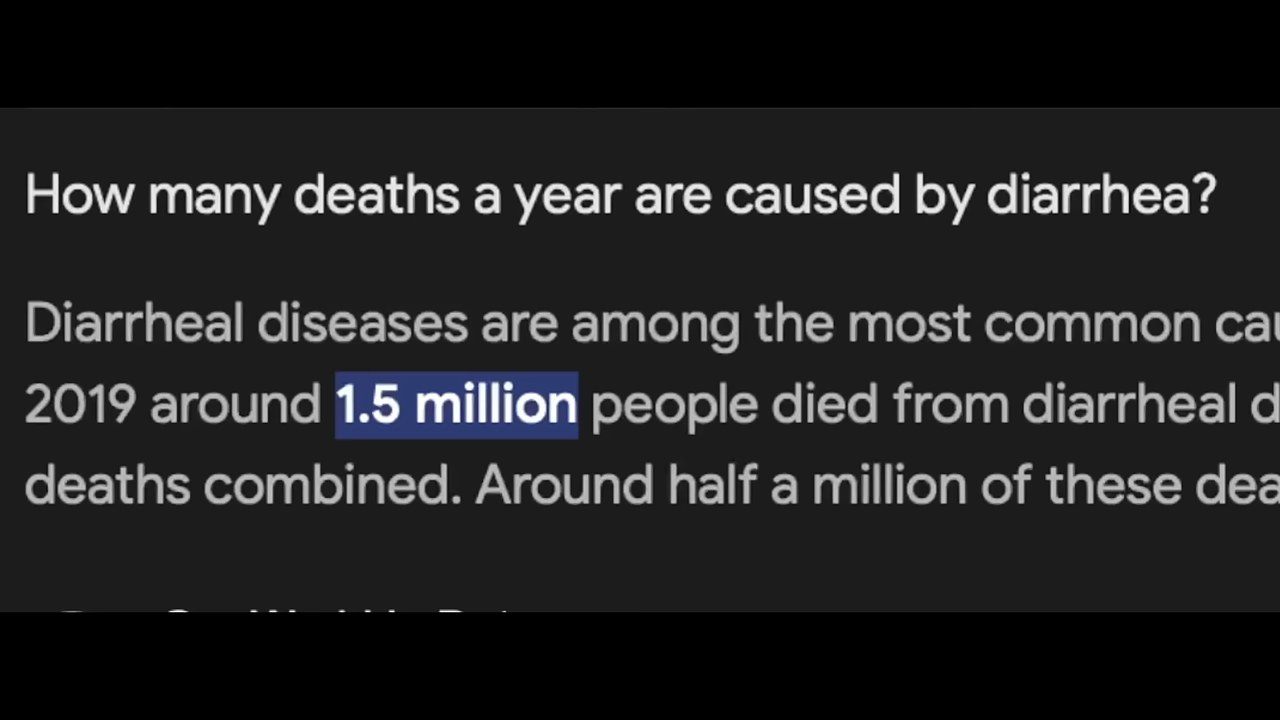 How many deaths a year are caused by diarrhea?
Diarrheal diseases are among the most common
2019 around 1.5 million people died from diarrheal
deaths combined. Around half a million of these